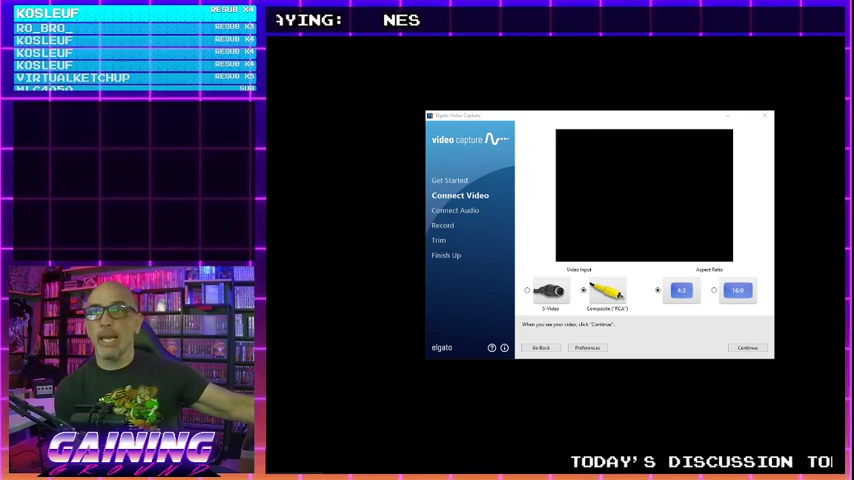 KOSLEUF RESUB X4
RO_BRO_ RESUB X3
KOSLEUF RESUB X4
KOSLEUF RESUB X4
KOSLEUF RESUB X4
VIRTUALKETCHUP RESUB X5
SUB
AYING: NES
Elgato Video Capture
video capture
Get Started
Connect Video
Connect Audio
Record
Trim
Finish Up
elgato
Video Input
Aspect Ratio
4:3
16:9
S-Video
Composite ("RCA")
When you see your video, click "Continue".
Go Back
Preferences
Continue
GAINING
GROUND
TODAY'S DISCUSSION TO